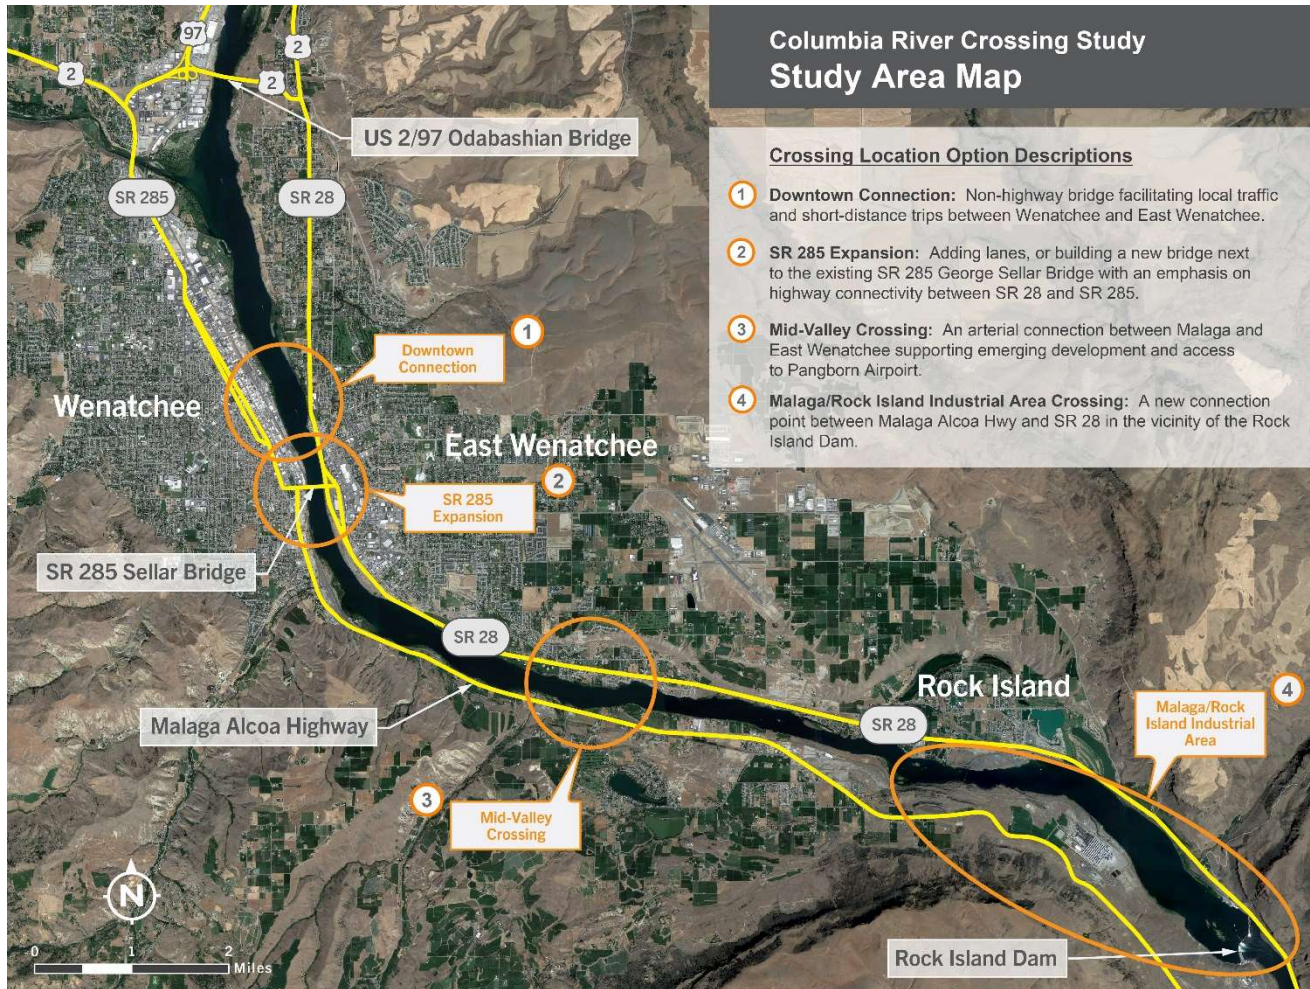 Columbia River Crossing Study
Study Area Map
Crossing Location Option Descriptions
1 Downtown Connection: Non-highway bridge facilitating local traffic
and short-distance trips between Wenatchee and East Wenatchee.
2 SR 285 Expansion: Adding lanes, or building a new bridge next
to the existing SR 285 George Sellar Bridge with an emphasis on
highway connectivity between SR 28 and SR 285.
3 Mid-Valley Crossing: An arterial connection between Malaga and
East Wenatchee supporting emerging development and access
to Pangborn Airpoirt.
4 Malaga/Rock Island Industrial Area Crossing: A new connection
point between Malaga Alcoa Hwy and SR 28 in the vicinity of the Rock
Island Dam.
97
2
2
2
US 2/97 Odabashian Bridge
SR 285
SR 28
1
Downtown
Connection
Wenatchee
East Wenatchee
2
SR 285
Expansion
SR 285 Sellar Bridge
SR 28
Malaga Alcoa Highway
Rock Island
SR 28
4
Malaga/Rock
Island Industrial
Area
3
Mid-Valley
Crossing
N
0 1 2
Miles
Rock Island Dam